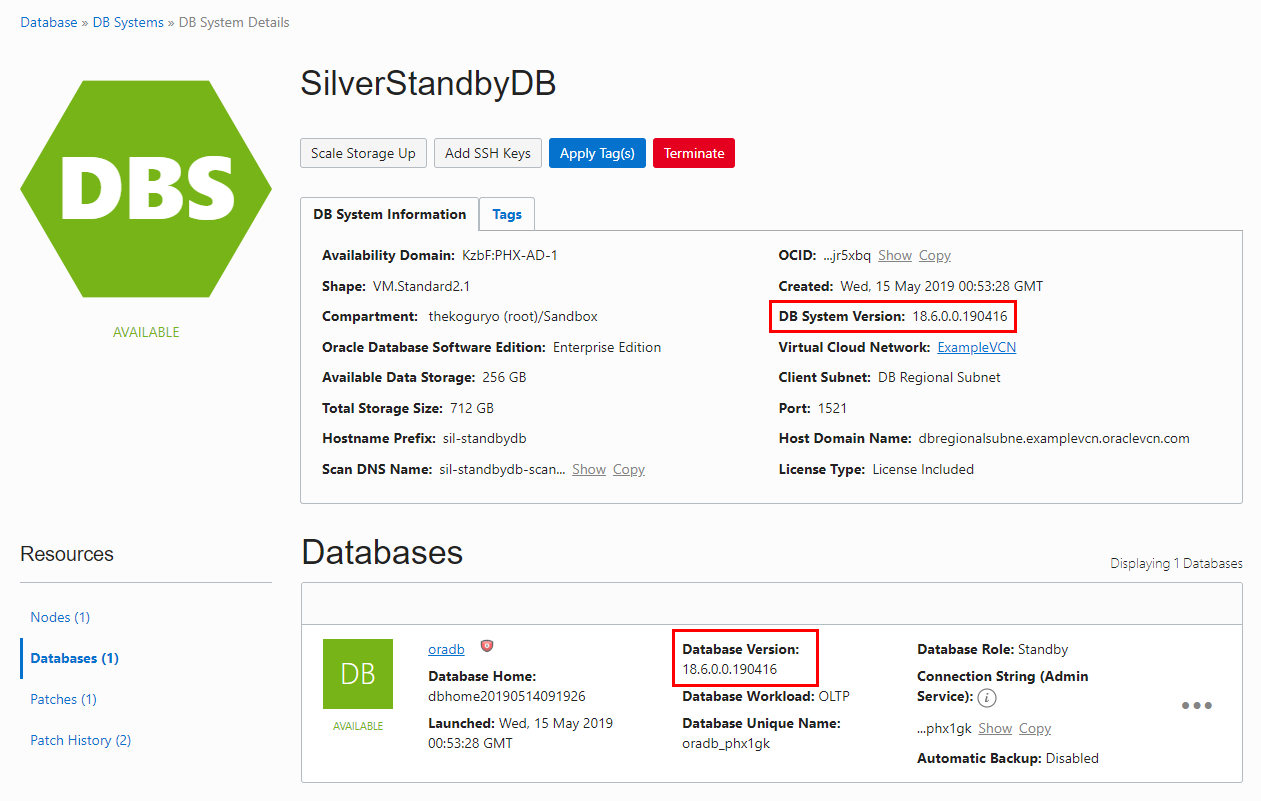 Database » DB Systems » DB System Details
DBS
AVAILABLE
SilverStandbyDB
Scale Storage Up Add SSH Keys Apply Tag(s) Terminate
DB System Information Tags
Availability Domain: KzbF:PHX-AD-1
Shape: VM.Standard2.1
Compartment: thekoguryo (root)/Sandbox
Oracle Database Software Edition: Enterprise Edition
Available Data Storage: 256 GB
Total Storage Size: 712 GB
Hostname Prefix: sil-standbydb
Scan DNS Name: sil-standbydb-scan... Show Copy
OCID: ...jr5xbq Show Copy
Created: Wed, 15 May 2019 00:53:28 GMT
DB System Version: 18.6.0.0.190416
Virtual Cloud Network: ExampleVCN
Client Subnet: DB Regional Subnet
Port: 1521
Host Domain Name: dbregionalsubne.examplevcn.oraclevcn.com
License Type: License Included
Resources
Nodes (1)
Databases (1)
Patches (1)
Patch History (2)
Databases
Displaying 1 Databases
DB
AVAILABLE
oradb
Database Home:
dbhome20190514091926
Launched: Wed, 15 May 2019
00:53:28 GMT
Database Version:
18.6.0.0.190416
Database Workload: OLTP
Database Unique Name:
oradb_phx1gk
Database Role: Standby
Connection String (Admin
Service): i
...phx1gk Show Copy
Automatic Backup: Disabled